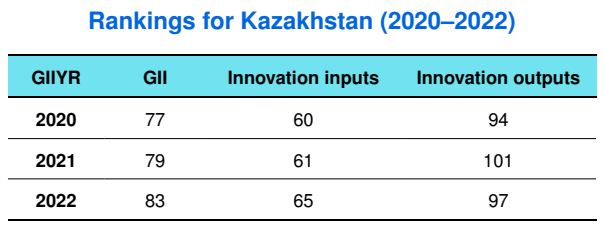 Rankings for Kazakhstan (2020–2022)
GIIYR GII Innovation inputs Innovation outputs
2020 77 60 94
2021 79 61 101
2022 83 65 97